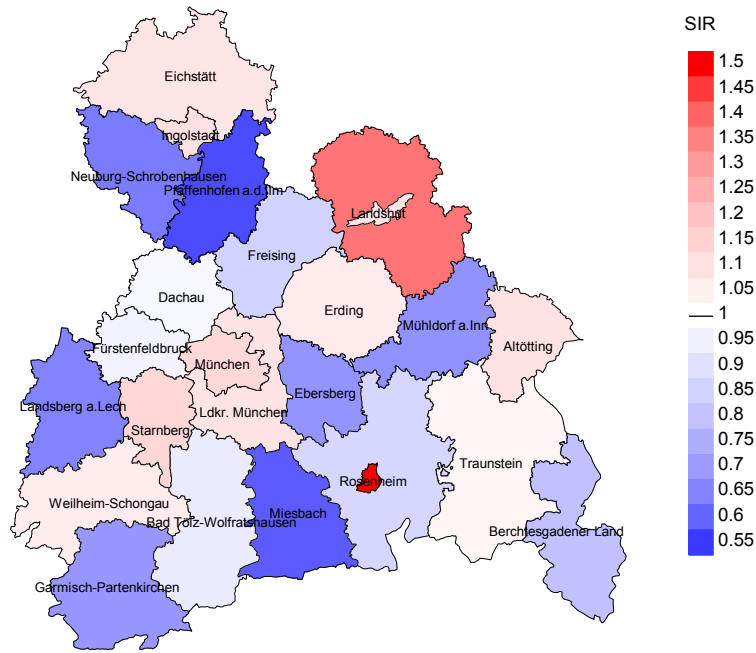 SIR
1.5
1.45
1.4
1.35
1.3
1.25
1.2
1.15
1.1
1.05
1
0.95
0.9
0.85
0.8
0.75
0.7
0.65
0.6
0.55
Eichstätt
Ingolstadt
Neuburg-Schrobenhausen
Pfaffenhofen a.d.Ilm
Landshut
Freising
Dachau
Erding
Mühldorf a.Inn
Altötting
Fürstenfeldbruck
München
Ebersberg
Landsberg a.Lech
Starnberg
Ldkr. München
Traunstein
Rosenheim
Weilheim-Schongau
Miesbach
Bad Tölz-Wolfratshausen
Berchtesgadener Land
Garmisch-Partenkirchen